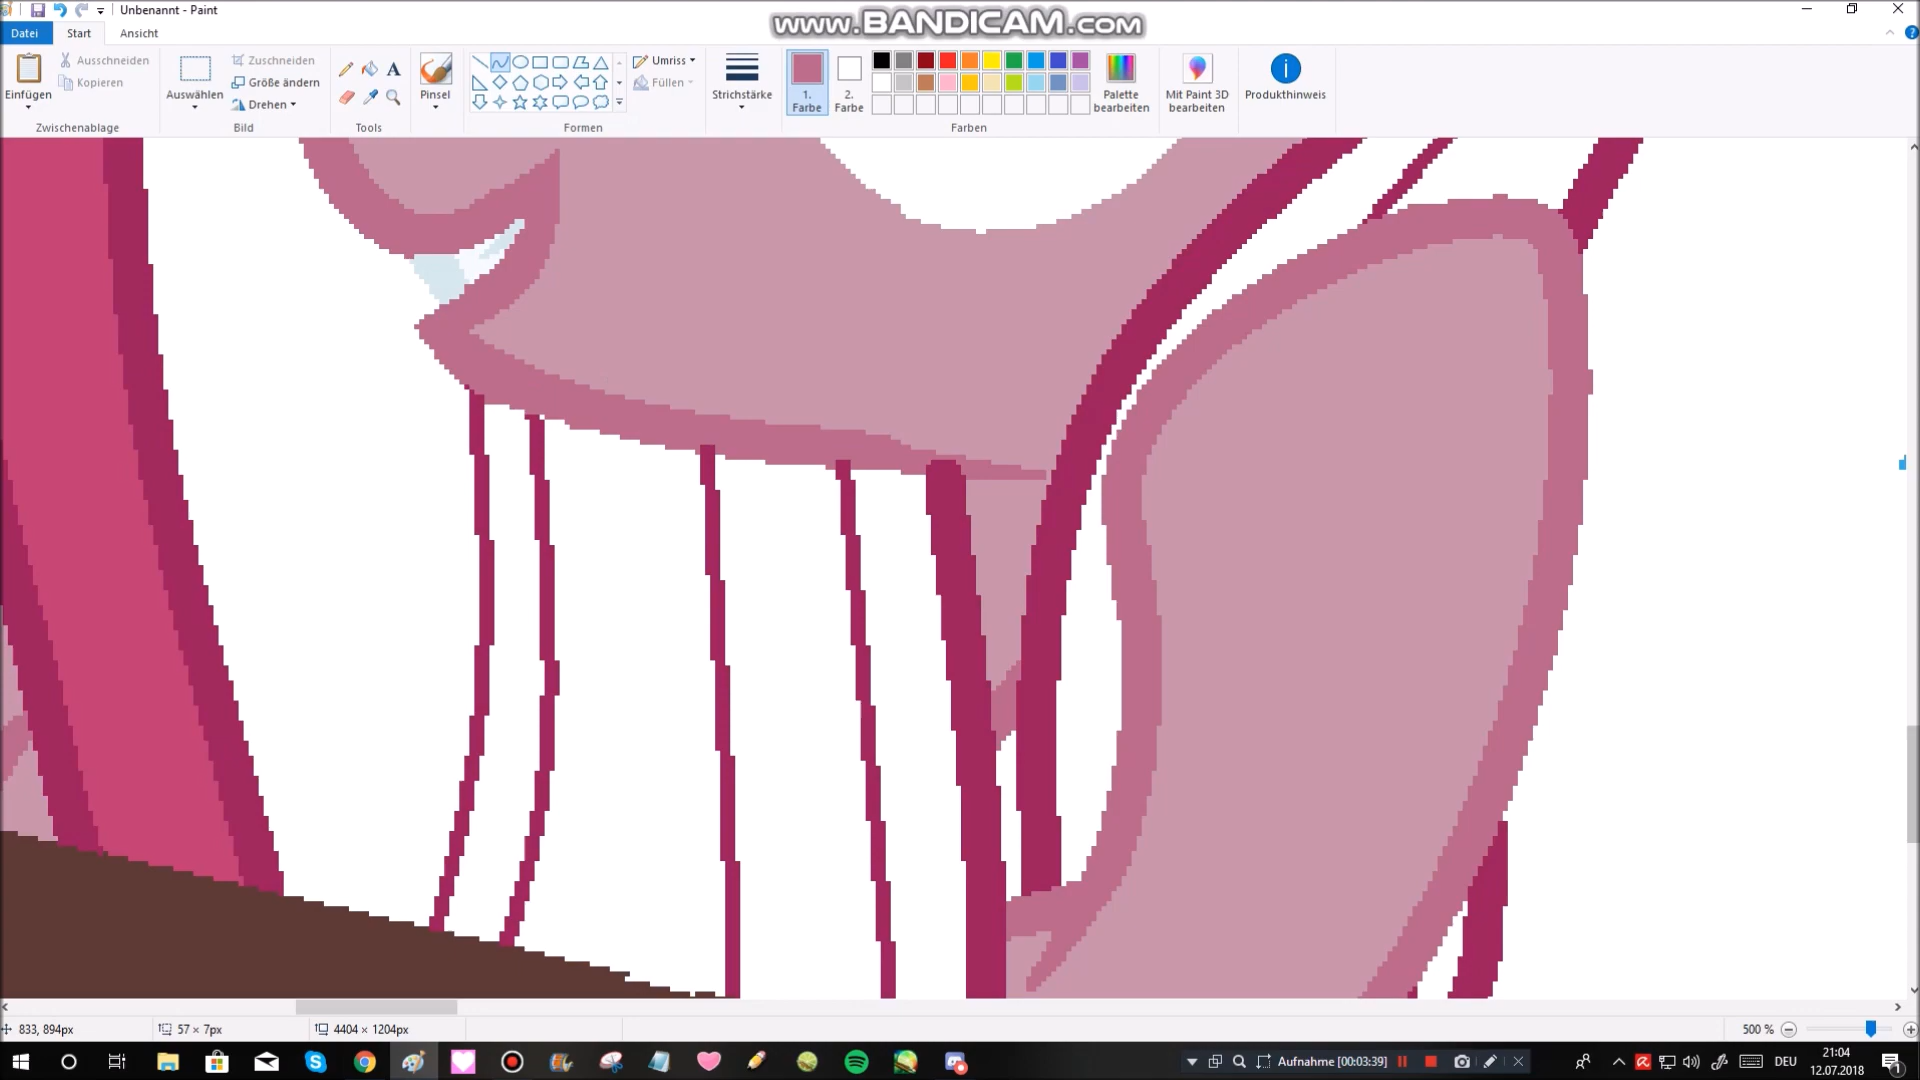 Unbenannt - Paint
www.BANDICAM.com
Datei Start Ansicht
Einfügen
Ausschneiden
Kopieren
Zwischenablage
Auswählen
Zuschneiden
Größe ändern
Drehen
Bild
A
Tools
Pinsel
Umriss
Füllen
Formen
Strichstärke
1.
Farbe
2.
Farbe
Palette
bearbeiten
Farben
Mit Paint 3D
bearbeiten
Produkthinweis
833, 894px 57 × 7px 4404 × 1204px 500 %
Aufnahme [00:03:39] DEU 21:04
12.07.2018
1